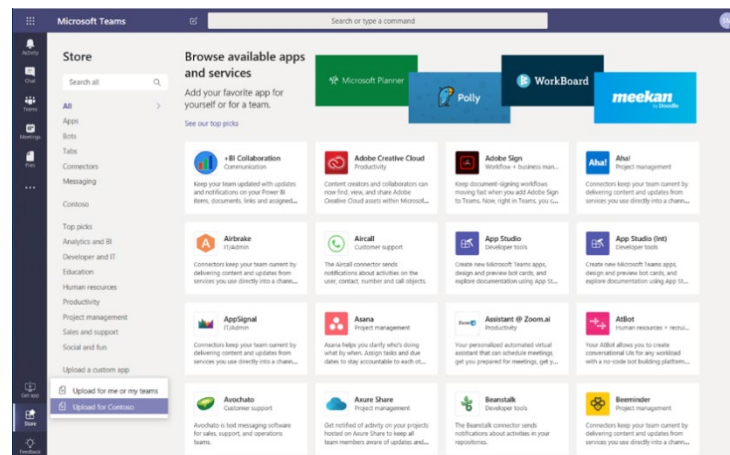 Microsoft Teams
Search or type a command
Activity
Chat
Teams
Meetings
Get app
Store
Feedback
Store
Search all
All
Apps
Bots
Tabs
Connectors
Messaging
Contoso
Top picks
Analytics and BI
Developer and IT
Education
Human resources
Productivity
Project management
Sales and support
Social and fun
Upload a custom app
Upload for me or my teams
Upload for Contoso
Browse available apps
and services
Add your favorite app for
yourself or for a team.
See our top picks
Microsoft Planner
Polly
WorkBoard
meekan
by Doodle
+BI Collaboration
Communication
Keep your team updated with updates
and notifications on your Power BI
items, documents, links and assigned...
Adobe Creative Cloud
Productivity
Content creators and collaborators can
now find, view, and share Adobe
Creative Cloud assets within Microsof...
Adobe Sign
Workflow + business man...
Keep document-signing workflows
moving fast when you add Adobe Sign
to Teams. Now, right in Teams, you c...
Aha!
Aha!
Project management
Connectors keep your team current by
delivering content and updates from
services you use directly into a chann...
Airbrake
IT/Admin
Connectors keep your team current by
delivering content and updates from
services you use directly into a chann...
Aircall
Customer support
The Aircall connector sends
notifications about activities on the
user, contact, number and call objects.
App Studio
Developer tools
Create new Microsoft Teams apps,
design and preview bot cards, and
explore documentation using App St...
App Studio (Int)
Developer tools
Create new Microsoft Teams apps,
design and preview bot cards, and
explore documentation using App St...
AppSignal
IT/Admin
Connectors keep your team current by
delivering content and updates from
services you use directly into a chann...
Asana
Project management
Asana helps you clarify who's doing
what by when. Assign tasks and due
dates to stay accountable to each ot...
Assistant @ Zoom.ai
Productivity
Your personalized automated virtual
assistant that can schedule meetings,
get you prepared for meetings, get y...
AtBot
Human resources + recrui...
Your AtBot allows you to create
conversational UIs for any workload
with a no-code bot building platform...
Avochato
Customer support
Avochato is text messaging software
for sales, support, and operations
teams.
Axure Share
Project management
Get notified of activity on your projects
hosted on Axure Share to keep all
team members aware of updates and...
Beanstalk
Developer tools
The Beanstalk connector sends
notifications about activities in your
repositories.
Beeminder
Project management
Connectors keep your team current by
delivering content and updates from
services you use directly into a chann...